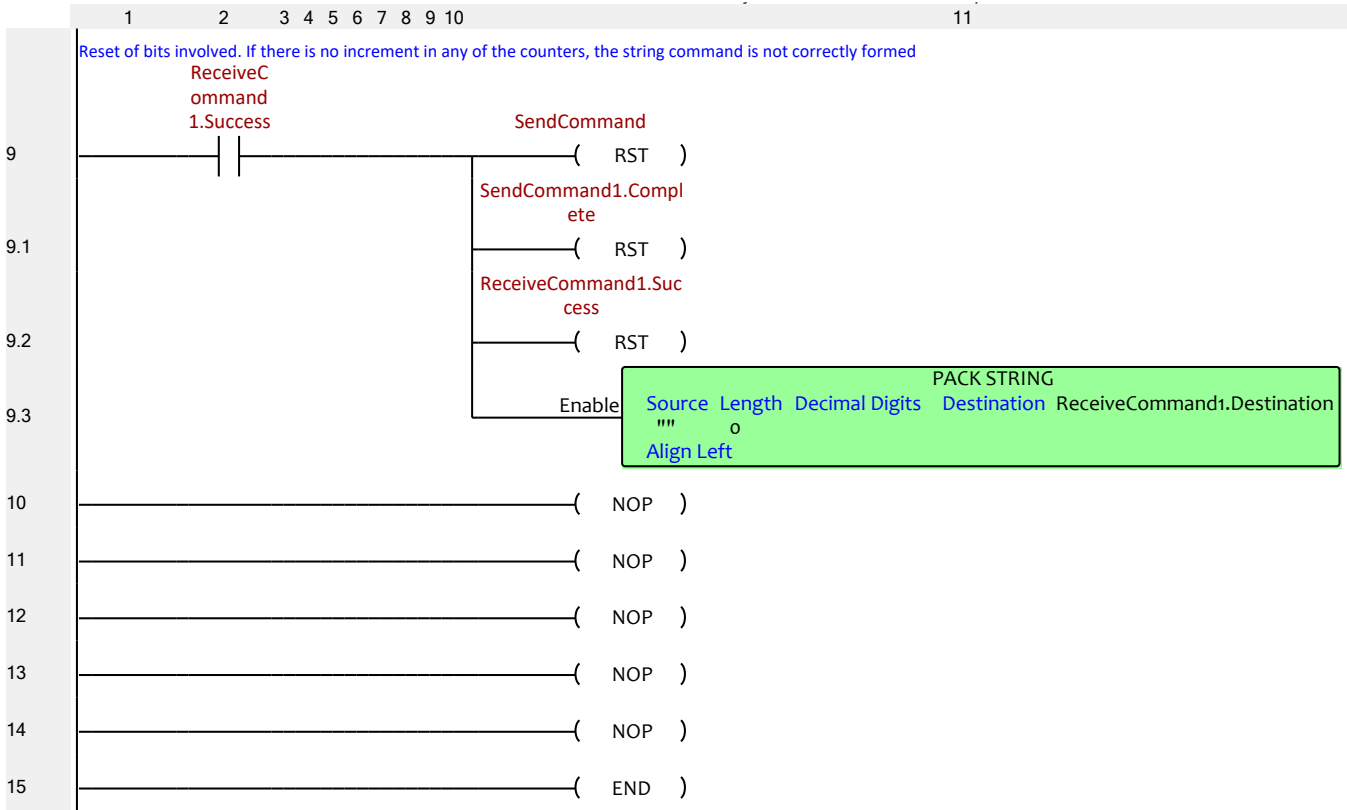 1 2 3 4 5 6 7 8 9 10 11
Reset of bits involved. If there is no increment in any of the counters, the string command is not correctly formed
ReceiveC
ommand
1.Success
SendCommand
9 ( RST )
SendCommand1.Compl
ete
9.1 ( RST )
ReceiveCommand1.Suc
cess
9.2 ( RST )
PACK STRING
9.3 Enable Source Length Decimal Digits Destination ReceiveCommand1.Destination
"" 0
Align Left
10 ( NOP )
11 ( NOP )
12 ( NOP )
13 ( NOP )
14 ( NOP )
15 ( END )